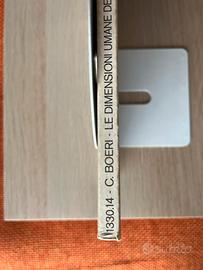 1330.14 - C. BOERI - LE DIMENSIONI UMANE DE
subito